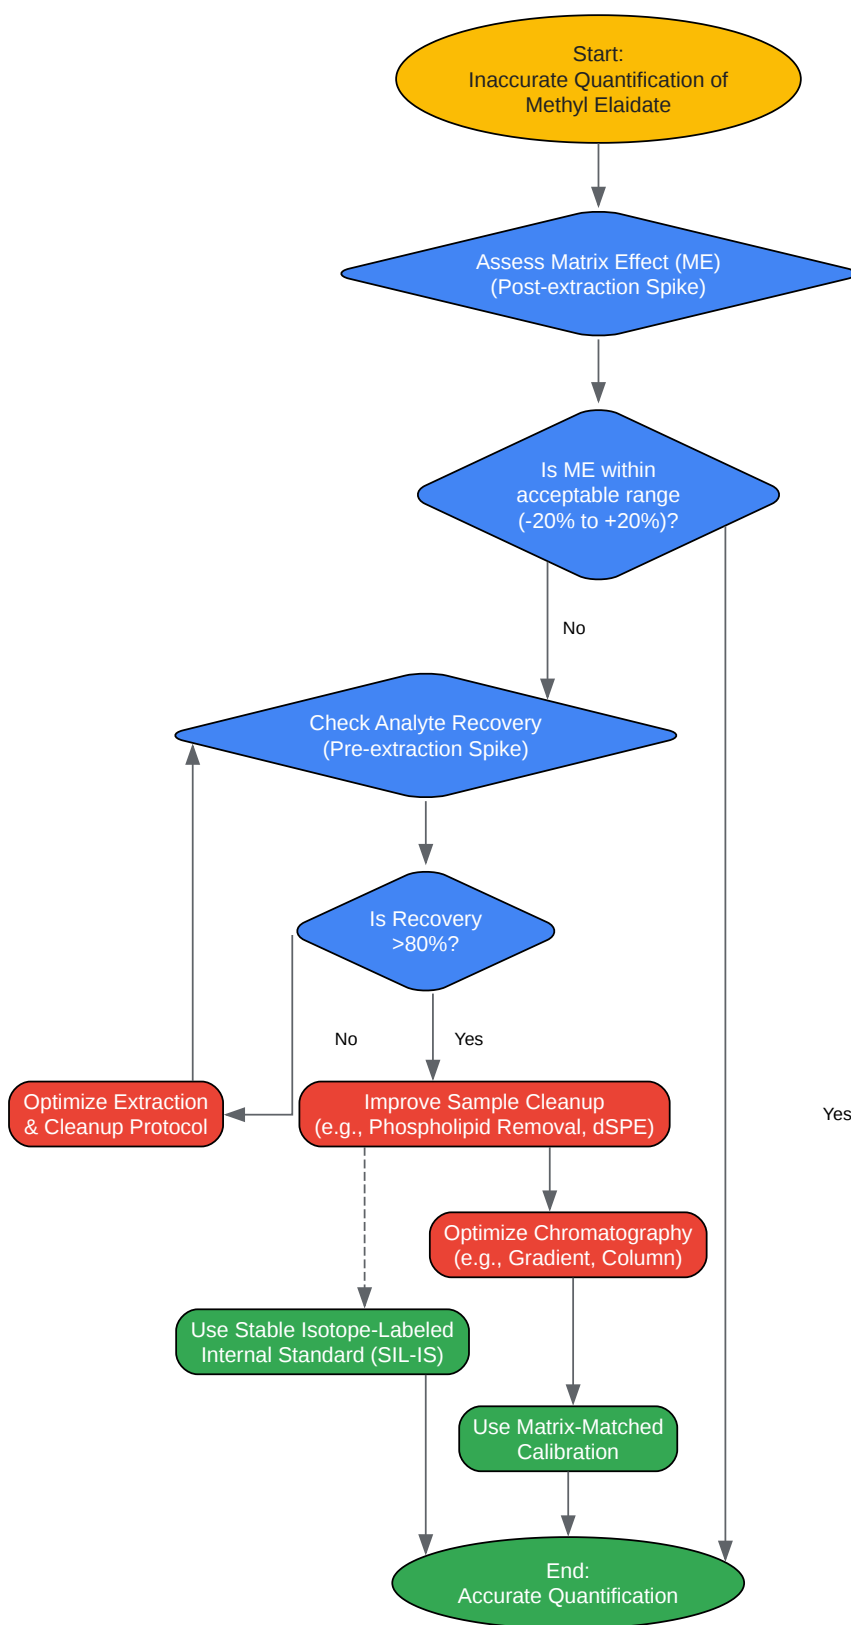 Start:
Inaccurate Quantification of
Methyl Elaidate
Assess Matrix Effect (ME)
(Post-extraction Spike)
Is ME within
acceptable range
(-20% to +20%)?
No
Check Analyte Recovery
(Pre-extraction Spike)
Is Recovery
>80%?
No
Yes
Optimize Extraction
& Cleanup Protocol
Improve Sample Cleanup
(e.g., Phospholipid Removal, dSPE)
Yes
Optimize Chromatography
(e.g., Gradient, Column)
Use Stable Isotope-Labeled
Internal Standard (SIL-IS)
Use Matrix-Matched
Calibration
End:
Accurate Quantification